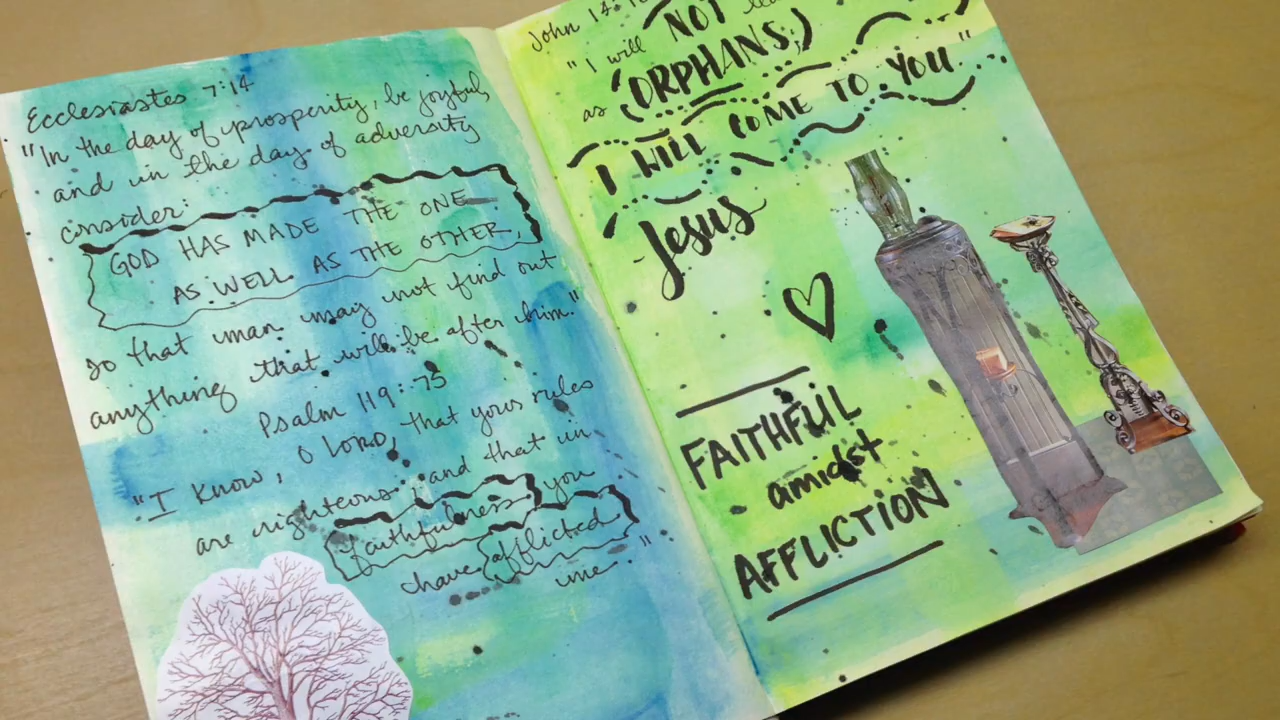 Ecclesiastes 7:14
"In the day of prosperity, be joyful,
and in the day of adversity
consider:
GOD HAS MADE THE ONE
AS WELL AS THE OTHER,
so that man may not find out
anything that will be after him."
Psalm 119:75
"I know, O LORD, that your rules
are righteous, and that in
faithfulness you
have afflicted
me."
John 14:
"I will NOT
as ORPHANS,
I WILL COME TO YOU"
Jesus
FAITHFUL
amidst
AFFLICTION